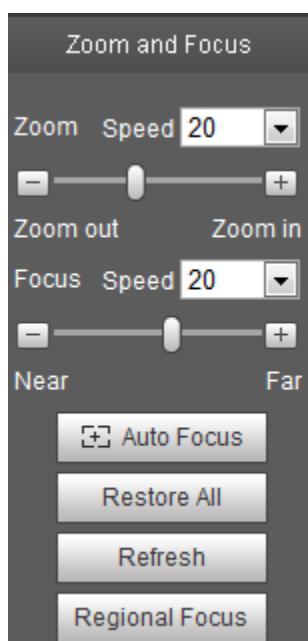 Zoom and Focus
Zoom Speed 20
Zoom out Zoom in
Focus Speed 20
Near Far
Auto Focus
Restore All
Refresh
Regional Focus